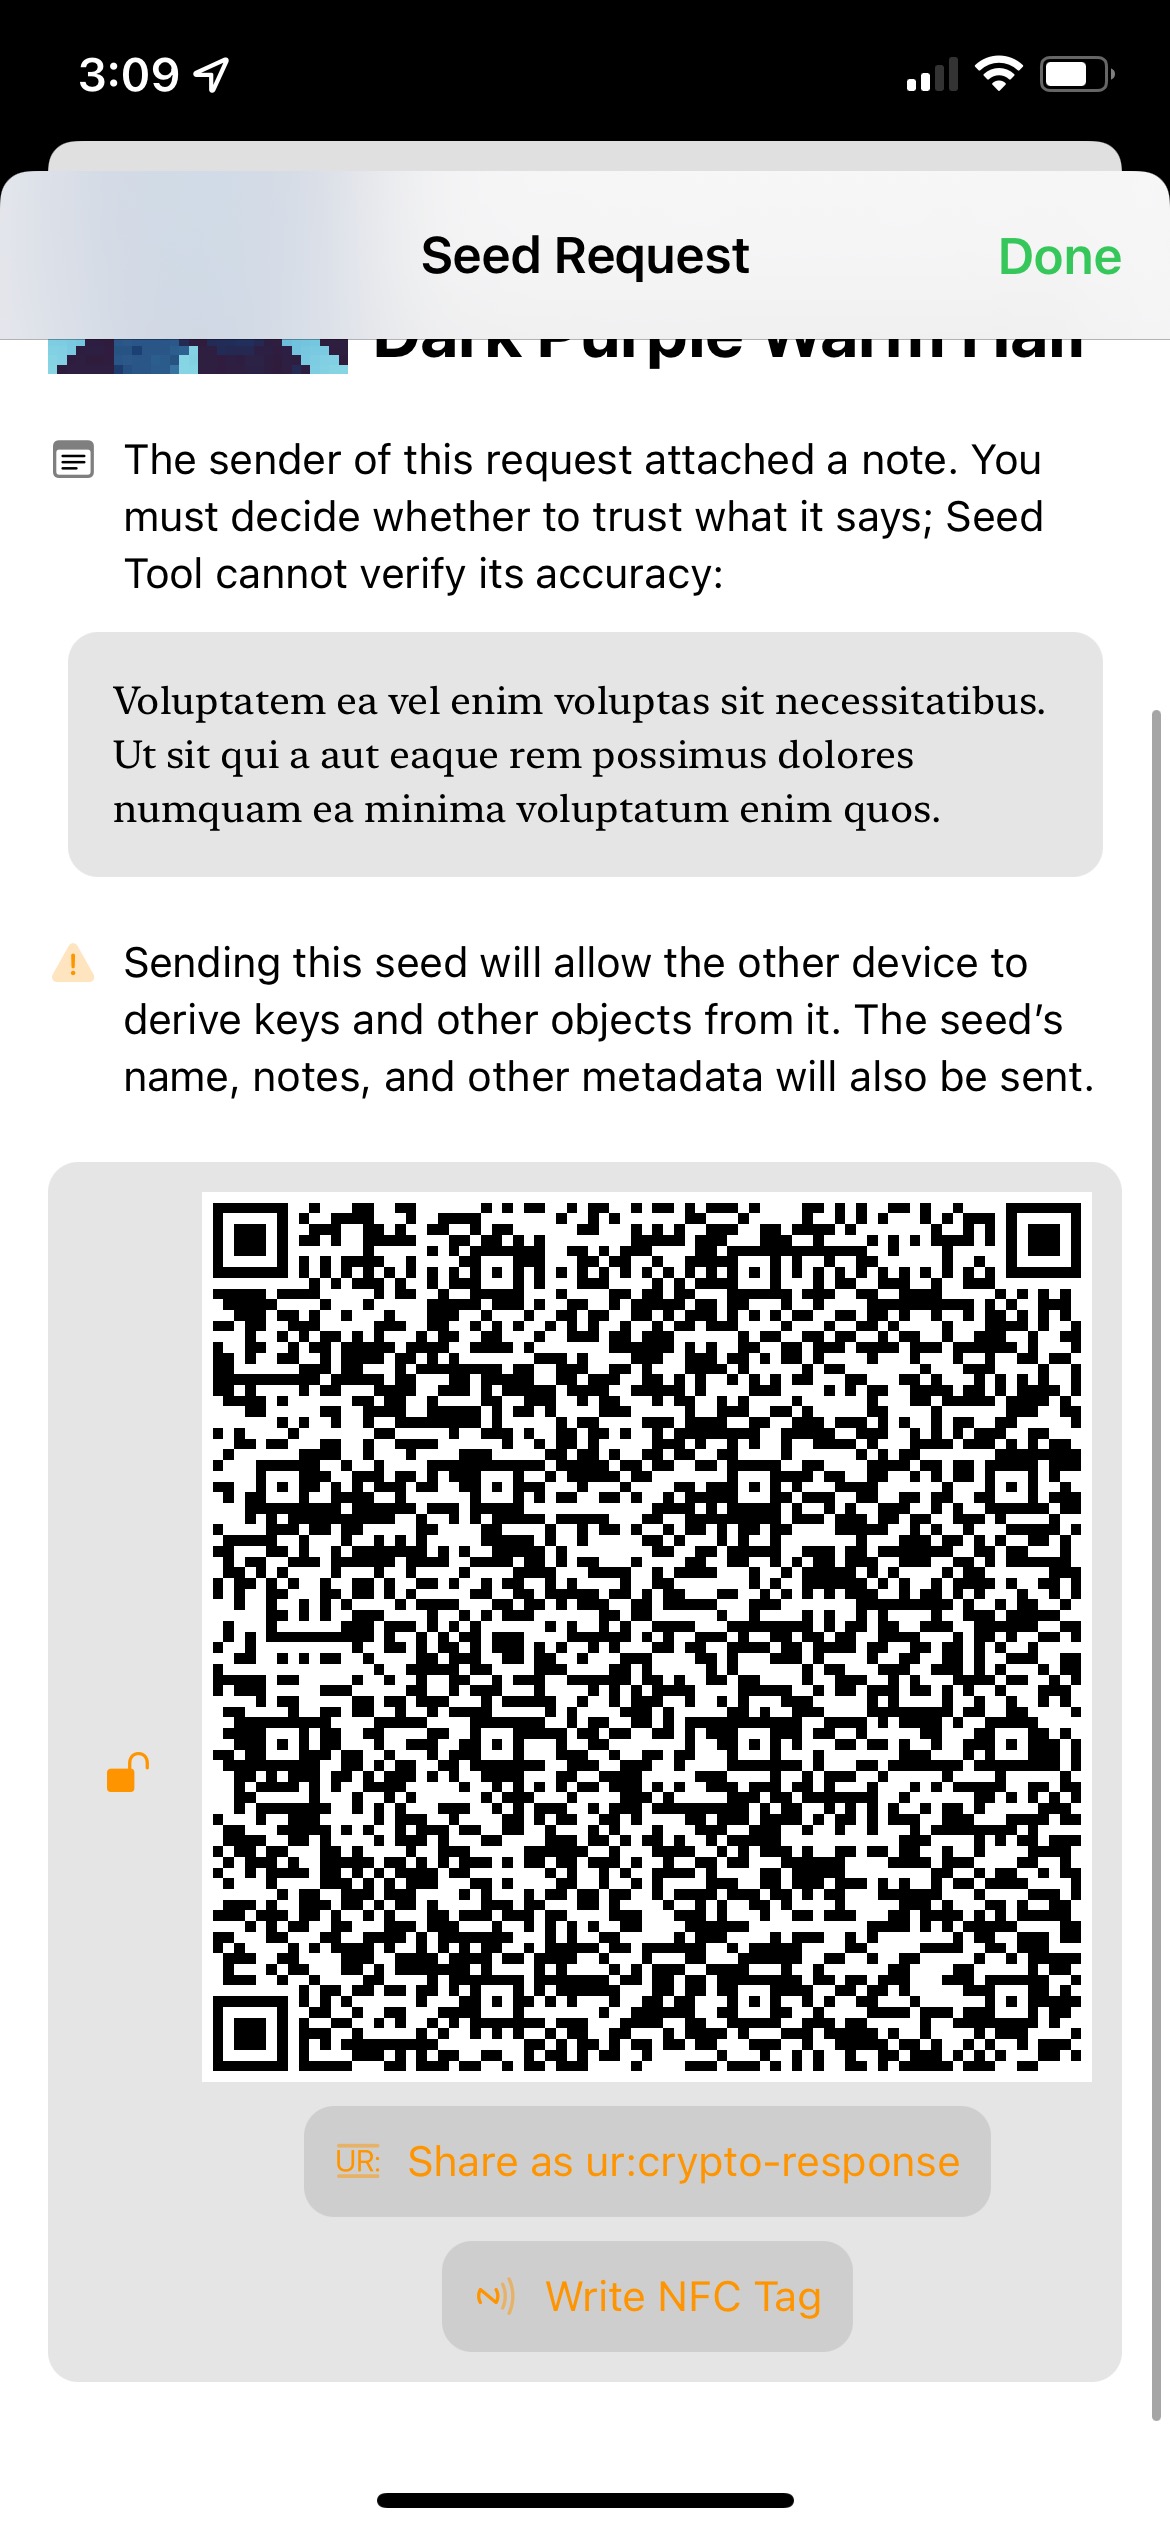 3:09
Seed Request
Done
Dark Purple Warm Hall
The sender of this request attached a note. You
must decide whether to trust what it says; Seed
Tool cannot verify its accuracy:
Voluptatem ea vel enim voluptas sit necessitatibus.
Ut sit qui a aut eaque rem possimus dolores
numquam ea minima voluptatum enim quos.
Sending this seed will allow the other device to
derive keys and other objects from it. The seed’s
name, notes, and other metadata will also be sent.
UR: Share as ur:crypto-response
Write NFC Tag